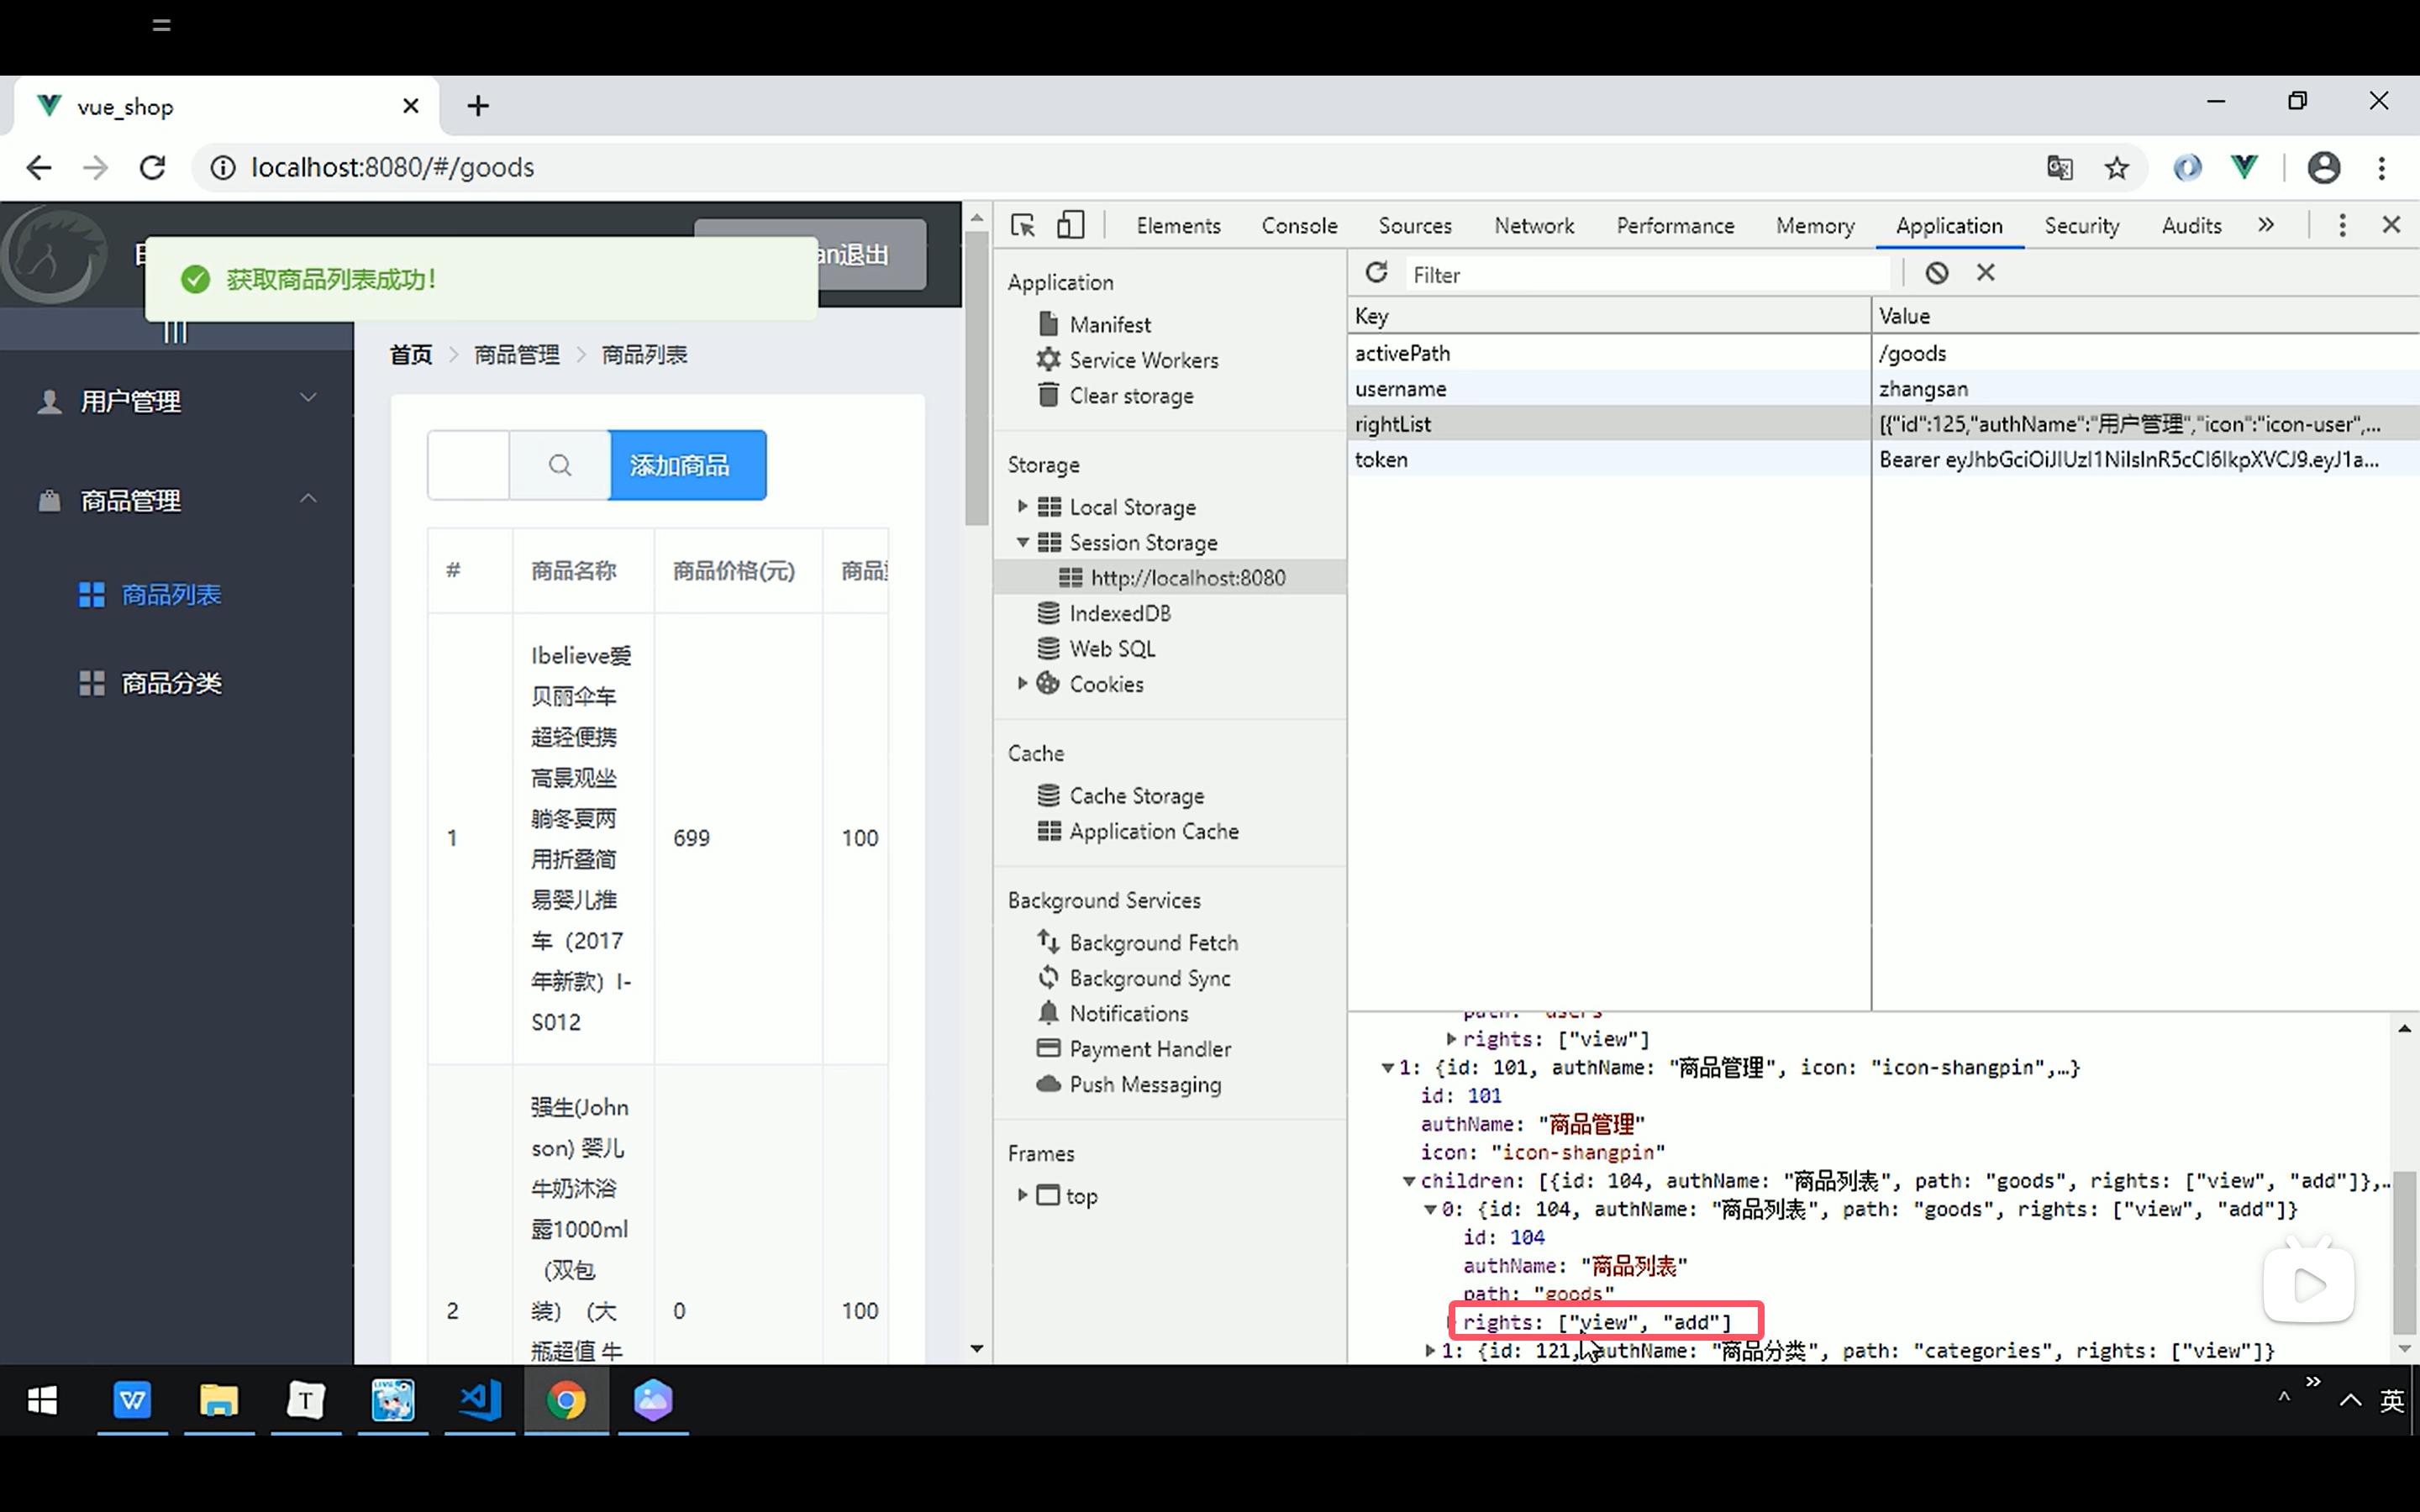 vue_shop
localhost:8080/#/goods
an退出
获取商品列表成功!
用户管理
商品管理
商品列表
商品分类
首页 > 商品管理 > 商品列表
添加商品
# 商品名称 商品价格(元)
1
Ibelieve爱
贝丽伞车
超轻便携
高景观坐
躺冬夏两
用折叠简
易婴儿推
车（2017
年新款）I-
S012
699
100
2
强生(John
son) 婴儿
牛奶沐浴
露1000ml
（双包
装）（大
瓶超值 牛
0
100
Elements Console Sources Network Performance Memory Application Security Audits
Application
Manifest
Service Workers
Clear storage
Storage
Local Storage
Session Storage
http://localhost:8080
IndexedDB
Web SQL
Cookies
Cache
Cache Storage
Application Cache
Background Services
Background Fetch
Background Sync
Notifications
Payment Handler
Push Messaging
Frames
top
Filter
Key Value
activePath /goods
username zhangsan
rightList [{"id":125,"authName":"用户管理","icon":"icon-user",...
token Bearer eyJhbGciOiJIUzI1NiIsInR5cCI6IkpXVCJ9.eyJ1a...
path: "users"
rights: ["view"]
1: {id: 101, authName: "商品管理", icon: "icon-shangpin",…}
id: 101
authName: "商品管理"
icon: "icon-shangpin"
children: [{id: 104, authName: "商品列表", path: "goods", rights: ["view", "add"]},…
0: {id: 104, authName: "商品列表", path: "goods", rights: ["view", "add"]}
id: 104
authName: "商品列表"
path: "goods"
rights: ["view", "add"]
1: {id: 121, authName: "商品分类", path: "categories", rights: ["view"]}
英